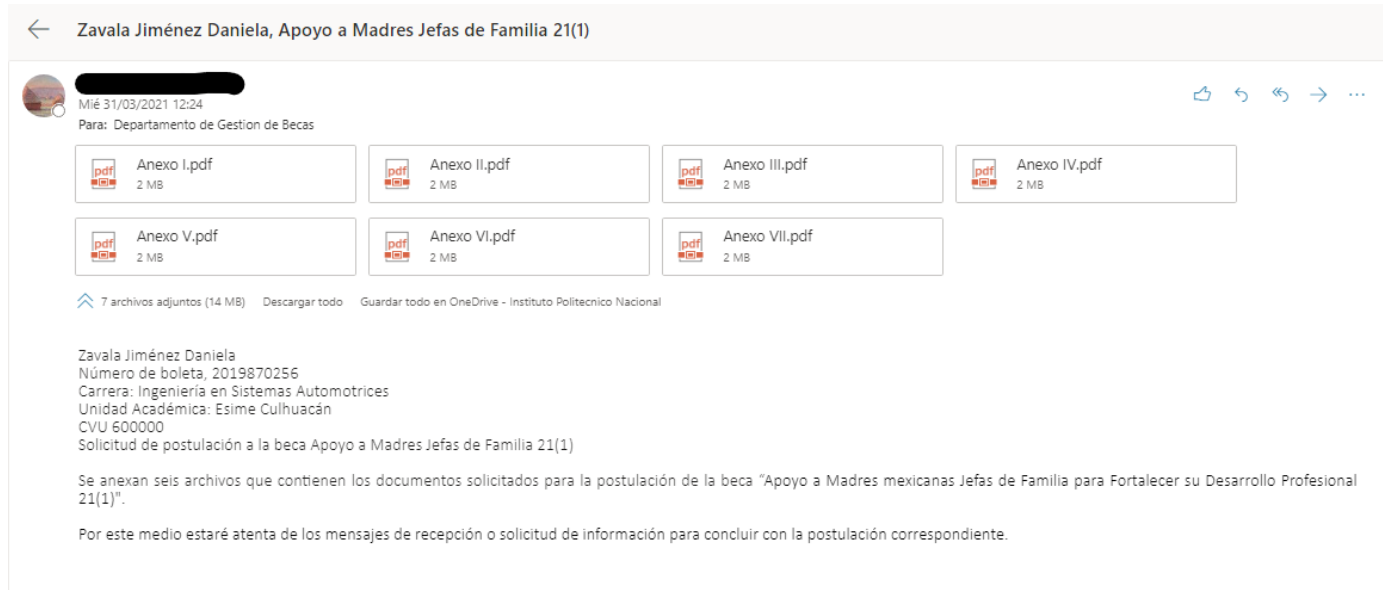 Zavala Jiménez Daniela, Apoyo a Madres Jefas de Familia 21(1)
Mié 31/03/2021 12:24
Para: Departamento de Gestion de Becas
pdf Anexo I.pdf
2 MB
pdf Anexo II.pdf
2 MB
pdf Anexo III.pdf
2 MB
pdf Anexo IV.pdf
2 MB
pdf Anexo V.pdf
2 MB
pdf Anexo VI.pdf
2 MB
pdf Anexo VII.pdf
2 MB
7 archivos adjuntos (14 MB) Descargar todo Guardar todo en OneDrive - Instituto Politecnico Nacional
Zavala Jiménez Daniela
Número de boleta, 2019870256
Carrera: Ingeniería en Sistemas Automotrices
Unidad Académica: Esime Culhuacán
CVU 600000
Solicitud de postulación a la beca Apoyo a Madres Jefas de Familia 21(1)
Se anexan seis archivos que contienen los documentos solicitados para la postulación de la beca "Apoyo a Madres mexicanas Jefas de Familia para Fortalecer su Desarrollo Profesional
21(1)".
Por este medio estaré atenta de los mensajes de recepción o solicitud de información para concluir con la postulación correspondiente.